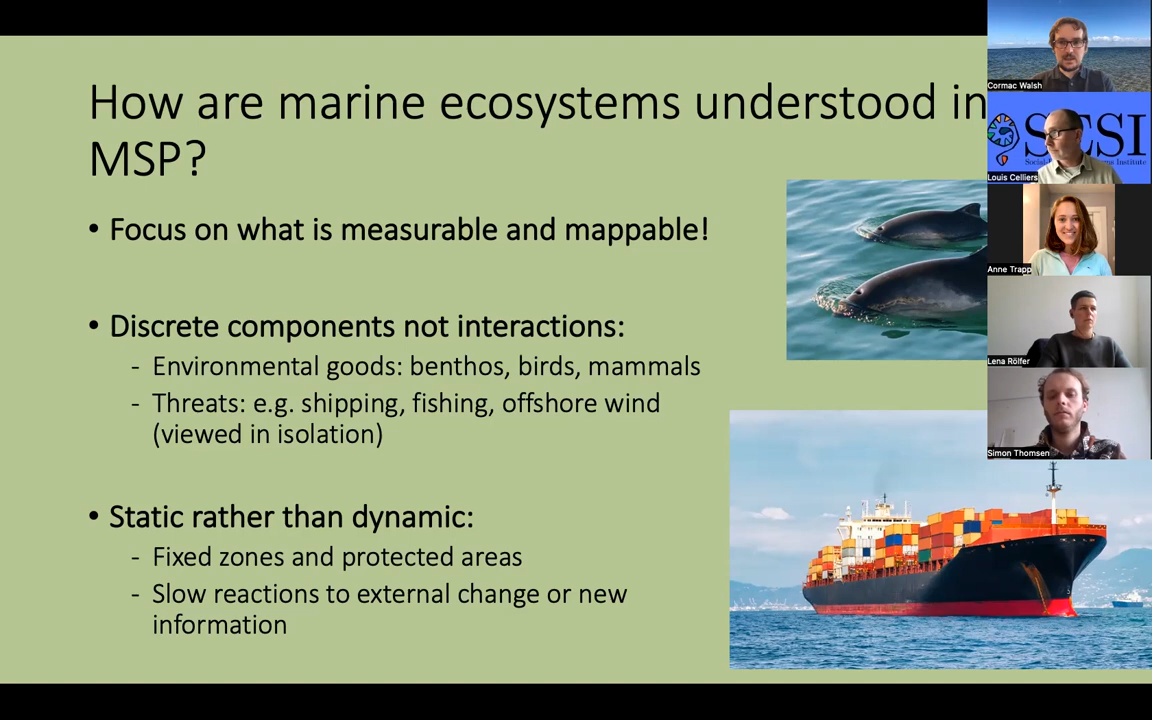 How are marine ecosystems understood in
MSP?
• Focus on what is measurable and mappable!
• Discrete components not interactions:
- Environmental goods: benthos, birds, mammals
- Threats: e.g. shipping, fishing, offshore wind
(viewed in isolation)
• Static rather than dynamic:
- Fixed zones and protected areas
- Slow reactions to external change or new
information
Cormac Walsh
Louis Celliers
Anne Trapp
Lena Rölfer
Simon Thomsen